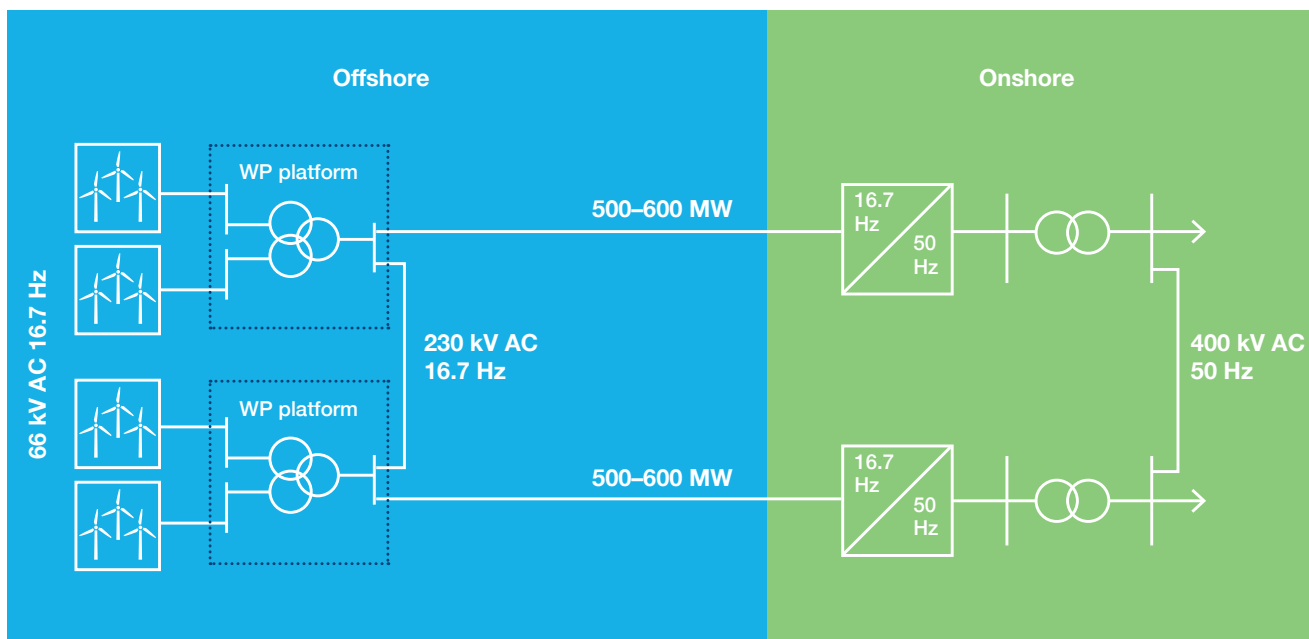 Offshore
Onshore
66 kV AC 16.7 Hz
WP platform
500–600 MW
16.7
Hz
50
Hz
230 kV AC
16.7 Hz
400 kV AC
50 Hz
WP platform
500–600 MW
16.7
Hz
50
Hz